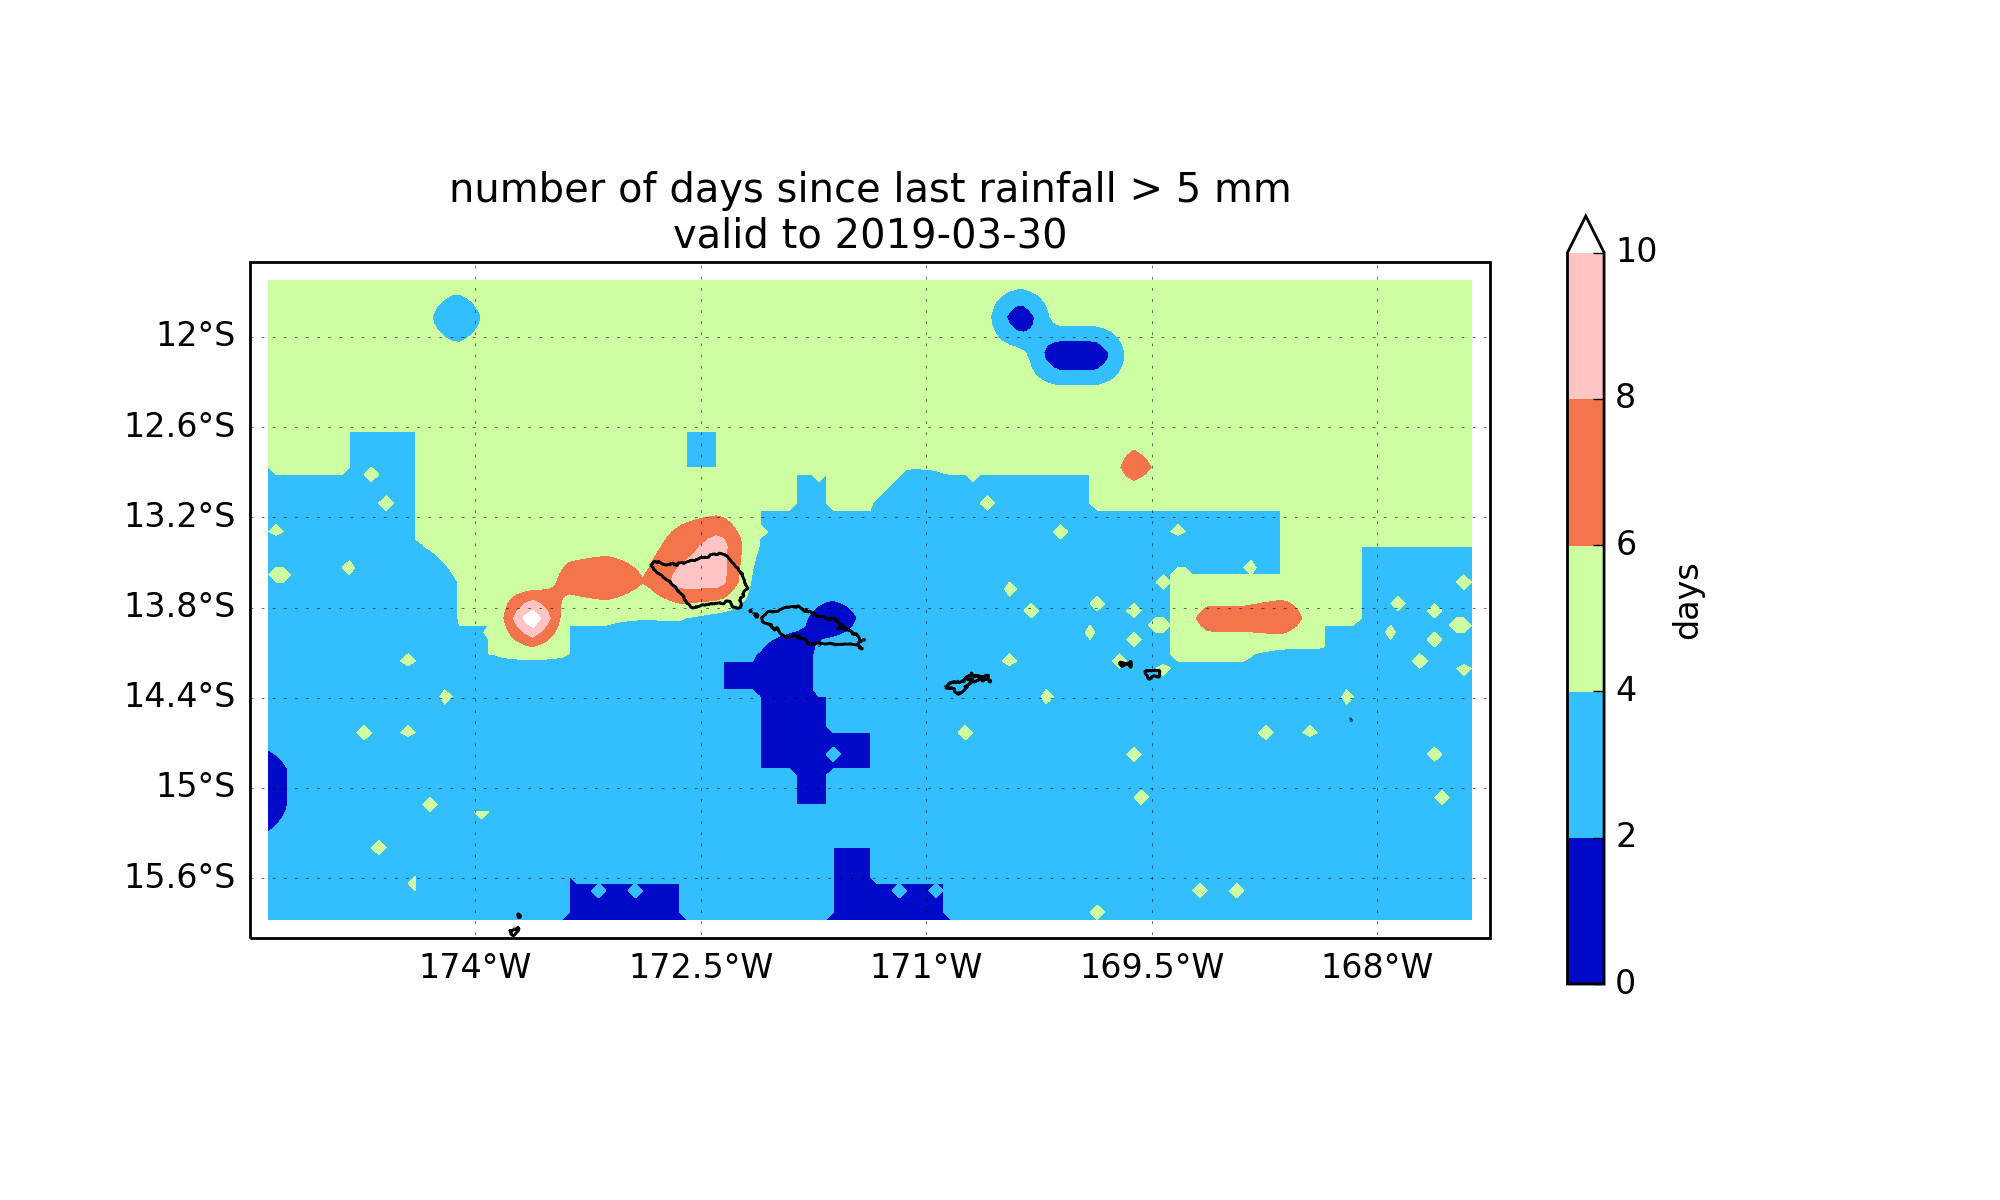 number of days since last rainfall > 5 mm
valid to 2019-03-30
12°S
12.6°S
13.2°S
13.8°S
14.4°S
15°S
15.6°S
174°W 172.5°W 171°W 169.5°W 168°W
10
8
6
4
2
0
days